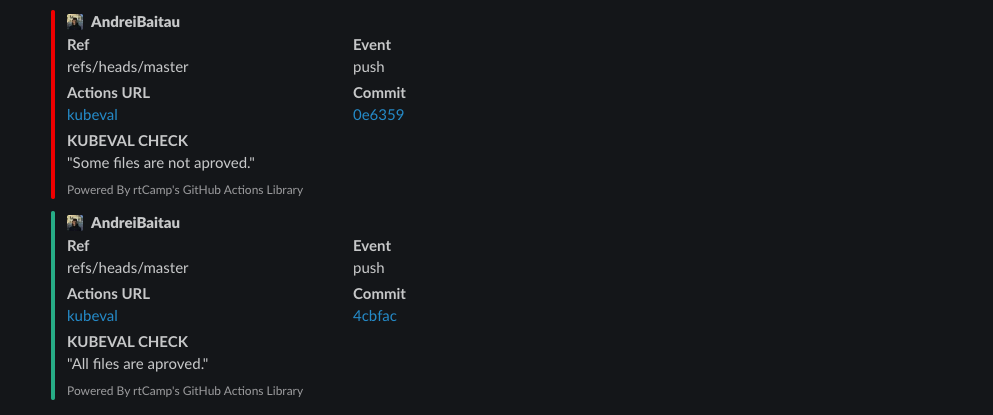 AndreiBaitau
Ref Event
refs/heads/master push
Actions URL Commit
kubeval 0e6359
KUBEVAL CHECK
"Some files are not aproved."
Powered By rtCamp's GitHub Actions Library
AndreiBaitau
Ref Event
refs/heads/master push
Actions URL Commit
kubeval 4cbfac
KUBEVAL CHECK
"All files are aproved."
Powered By rtCamp's GitHub Actions Library